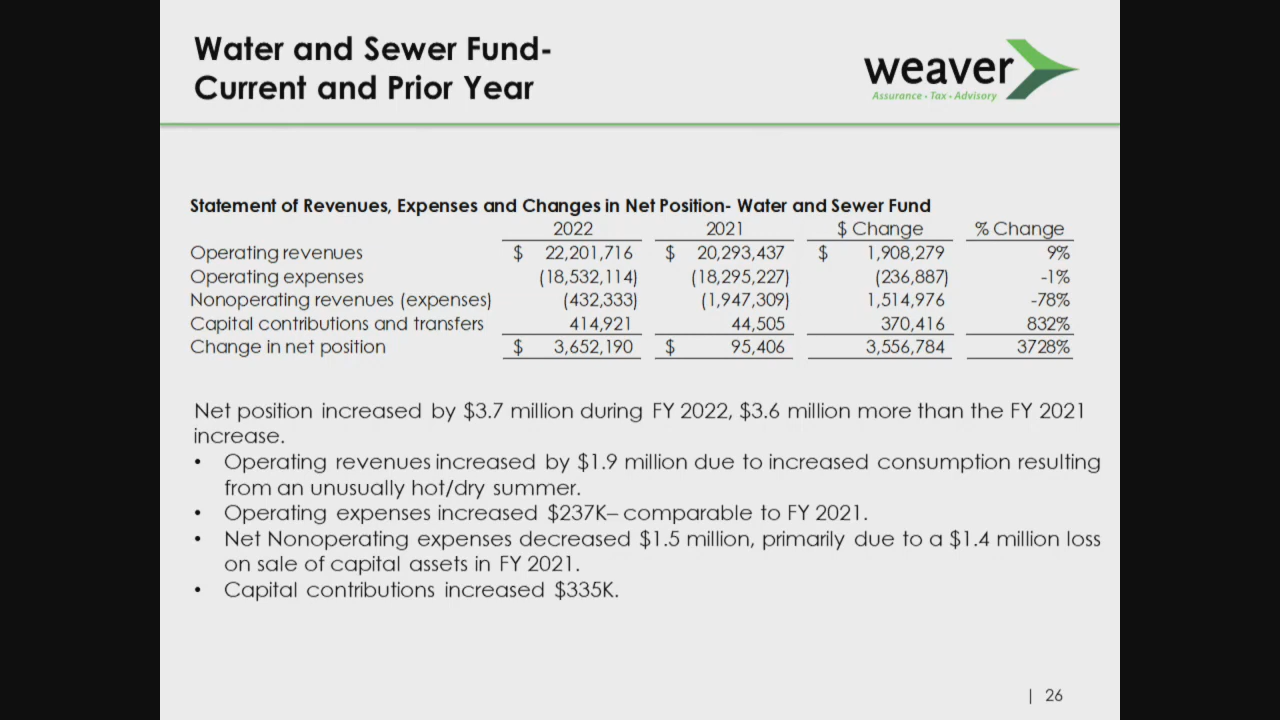 Water and Sewer Fund-
Current and Prior Year
weaver
Assurance • Tax • Advisory
Statement of Revenues, Expenses and Changes in Net Position- Water and Sewer Fund
2022 2021 $ Change % Change
Operating revenues $ 22,201,716 $ 20,293,437 $ 1,908,279 9%
Operating expenses (18,532,114) (18,295,227) (236,887) -1%
Nonoperating revenues (expenses) (432,333) (1,947,309) 1,514,976 -78%
Capital contributions and transfers 414,921 44,505 370,416 832%
Change in net position $ 3,652,190 $ 95,406 3,556,784 3728%
Net position increased by $3.7 million during FY 2022, $3.6 million more than the FY 2021
increase.
• Operating revenues increased by $1.9 million due to increased consumption resulting
from an unusually hot/dry summer.
• Operating expenses increased $237K– comparable to FY 2021.
• Net Nonoperating expenses decreased $1.5 million, primarily due to a $1.4 million loss
on sale of capital assets in FY 2021.
• Capital contributions increased $335K.
| 26